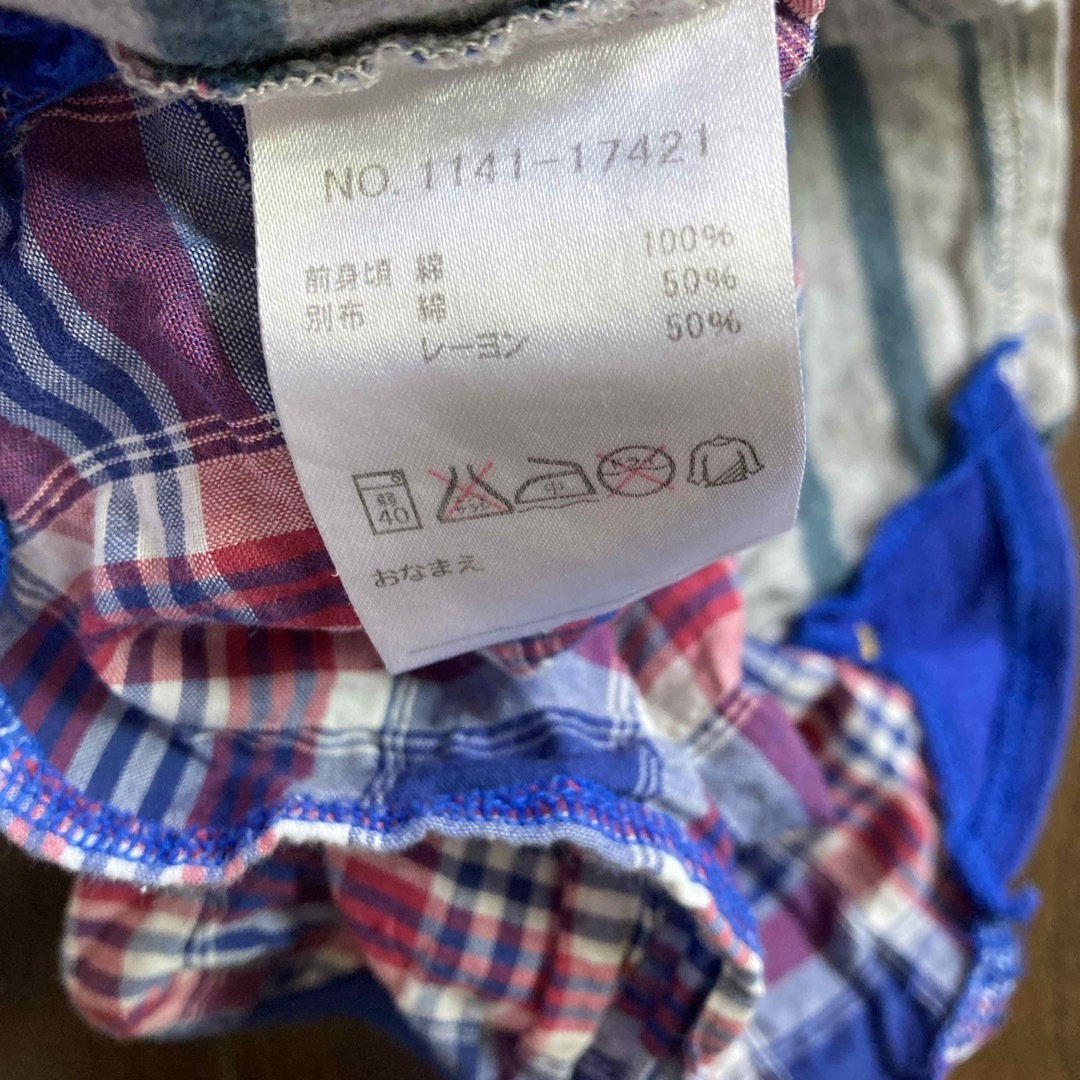 NO. 1141-17421
前身頃 綿 100%
別布 綿 50%
レーヨン 50%
40
中
おなまえ